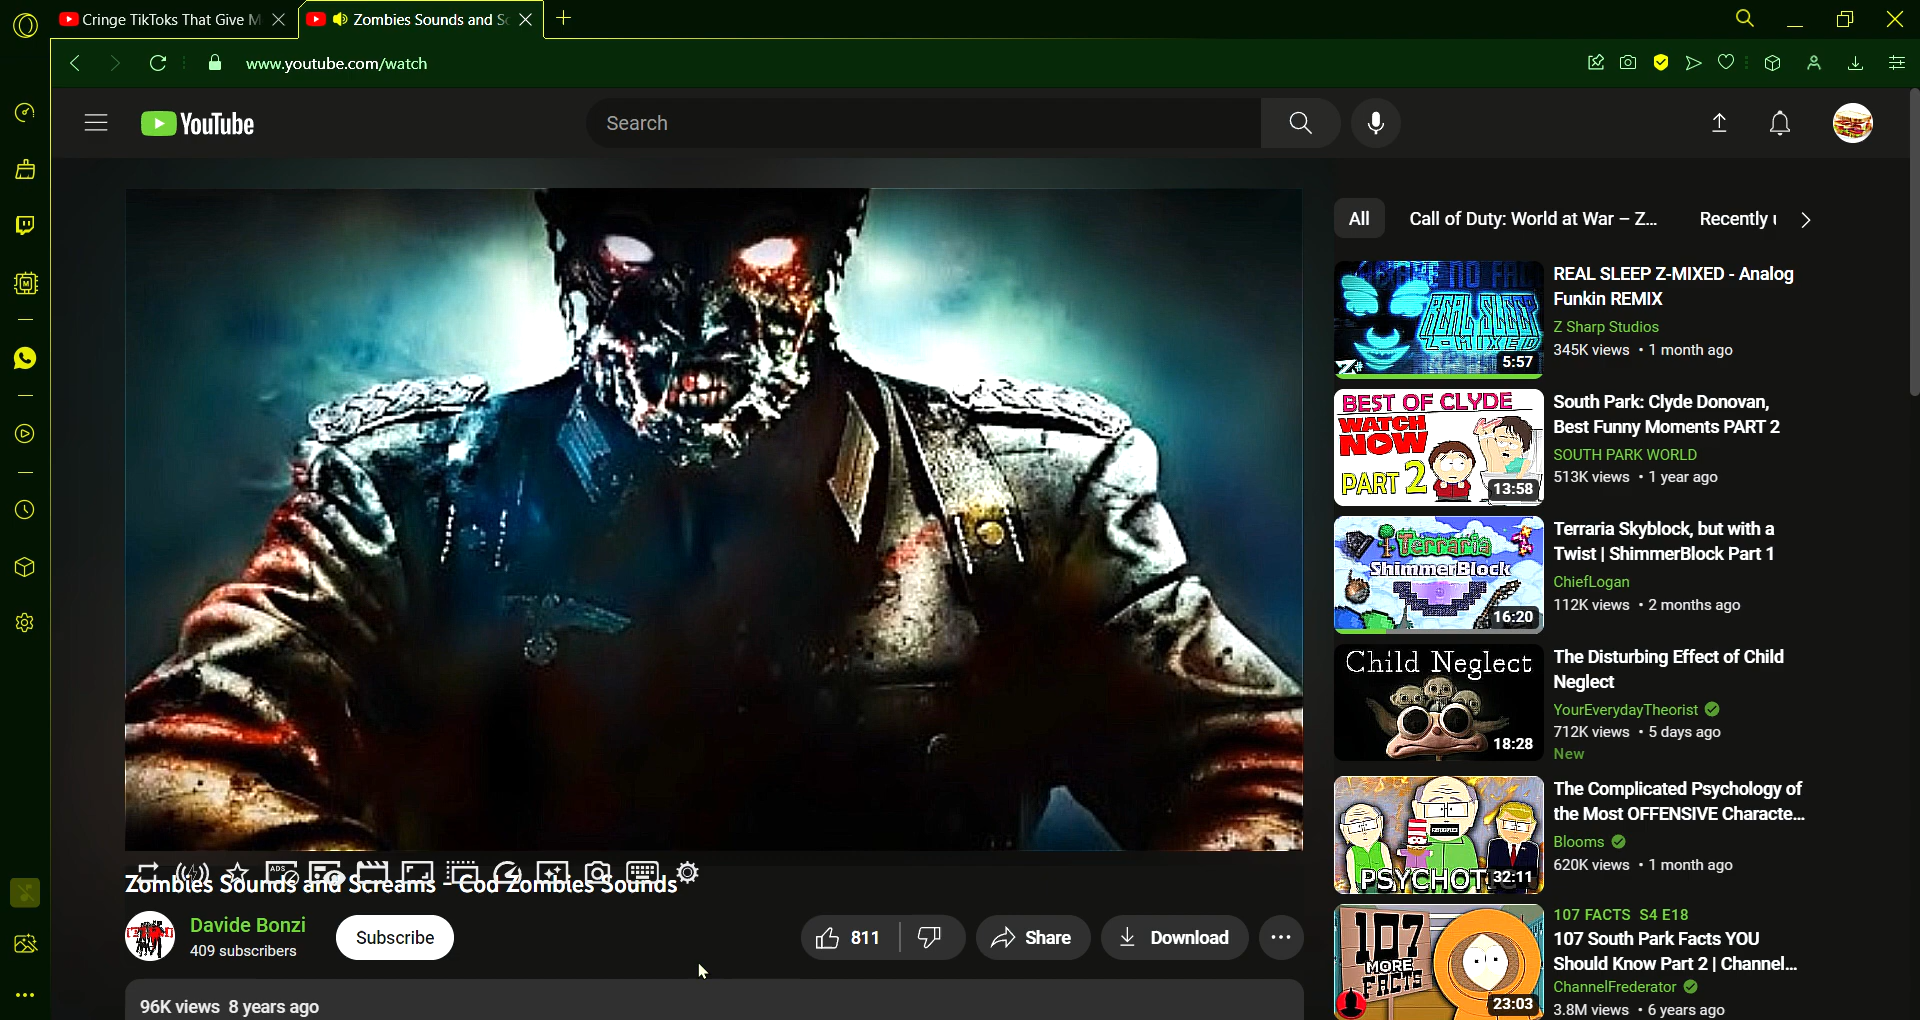 Cringe TikToks That Give M
Zombies Sounds and Sc
www.youtube.com/watch
YouTube
Search
All
Call of Duty: World at War – Z...
Recently
REAL SLEEP
Z-MIXED
Z#
5:57
REAL SLEEP Z-MIXED - Analog
Funkin REMIX
Z Sharp Studios
345K views • 1 month ago
BEST OF CLYDE
WATCH
NOW
PART 2
13:58
South Park: Clyde Donovan,
Best Funny Moments PART 2
SOUTH PARK WORLD
513K views • 1 year ago
Terraria
ShimmerBlock
16:20
Terraria Skyblock, but with a
Twist | ShimmerBlock Part 1
ChiefLogan
112K views • 2 months ago
Child Neglect
18:28
The Disturbing Effect of Child
Neglect
YourEverydayTheorist
712K views • 5 days ago
New
PSYCHOT
32:11
The Complicated Psychology of
the Most OFFENSIVE Characte...
Blooms
620K views • 1 month ago
107
MORE
FACTS
23:03
107 FACTS S4 E18
107 South Park Facts YOU
Should Know Part 2 | Channel...
ChannelFrederator
3.8M views • 6 years ago
ADS
Zombies Sounds and Screams - Cod Zombies Sounds
Davide Bonzi
409 subscribers
Subscribe
811
Share
Download
96K views 8 years ago